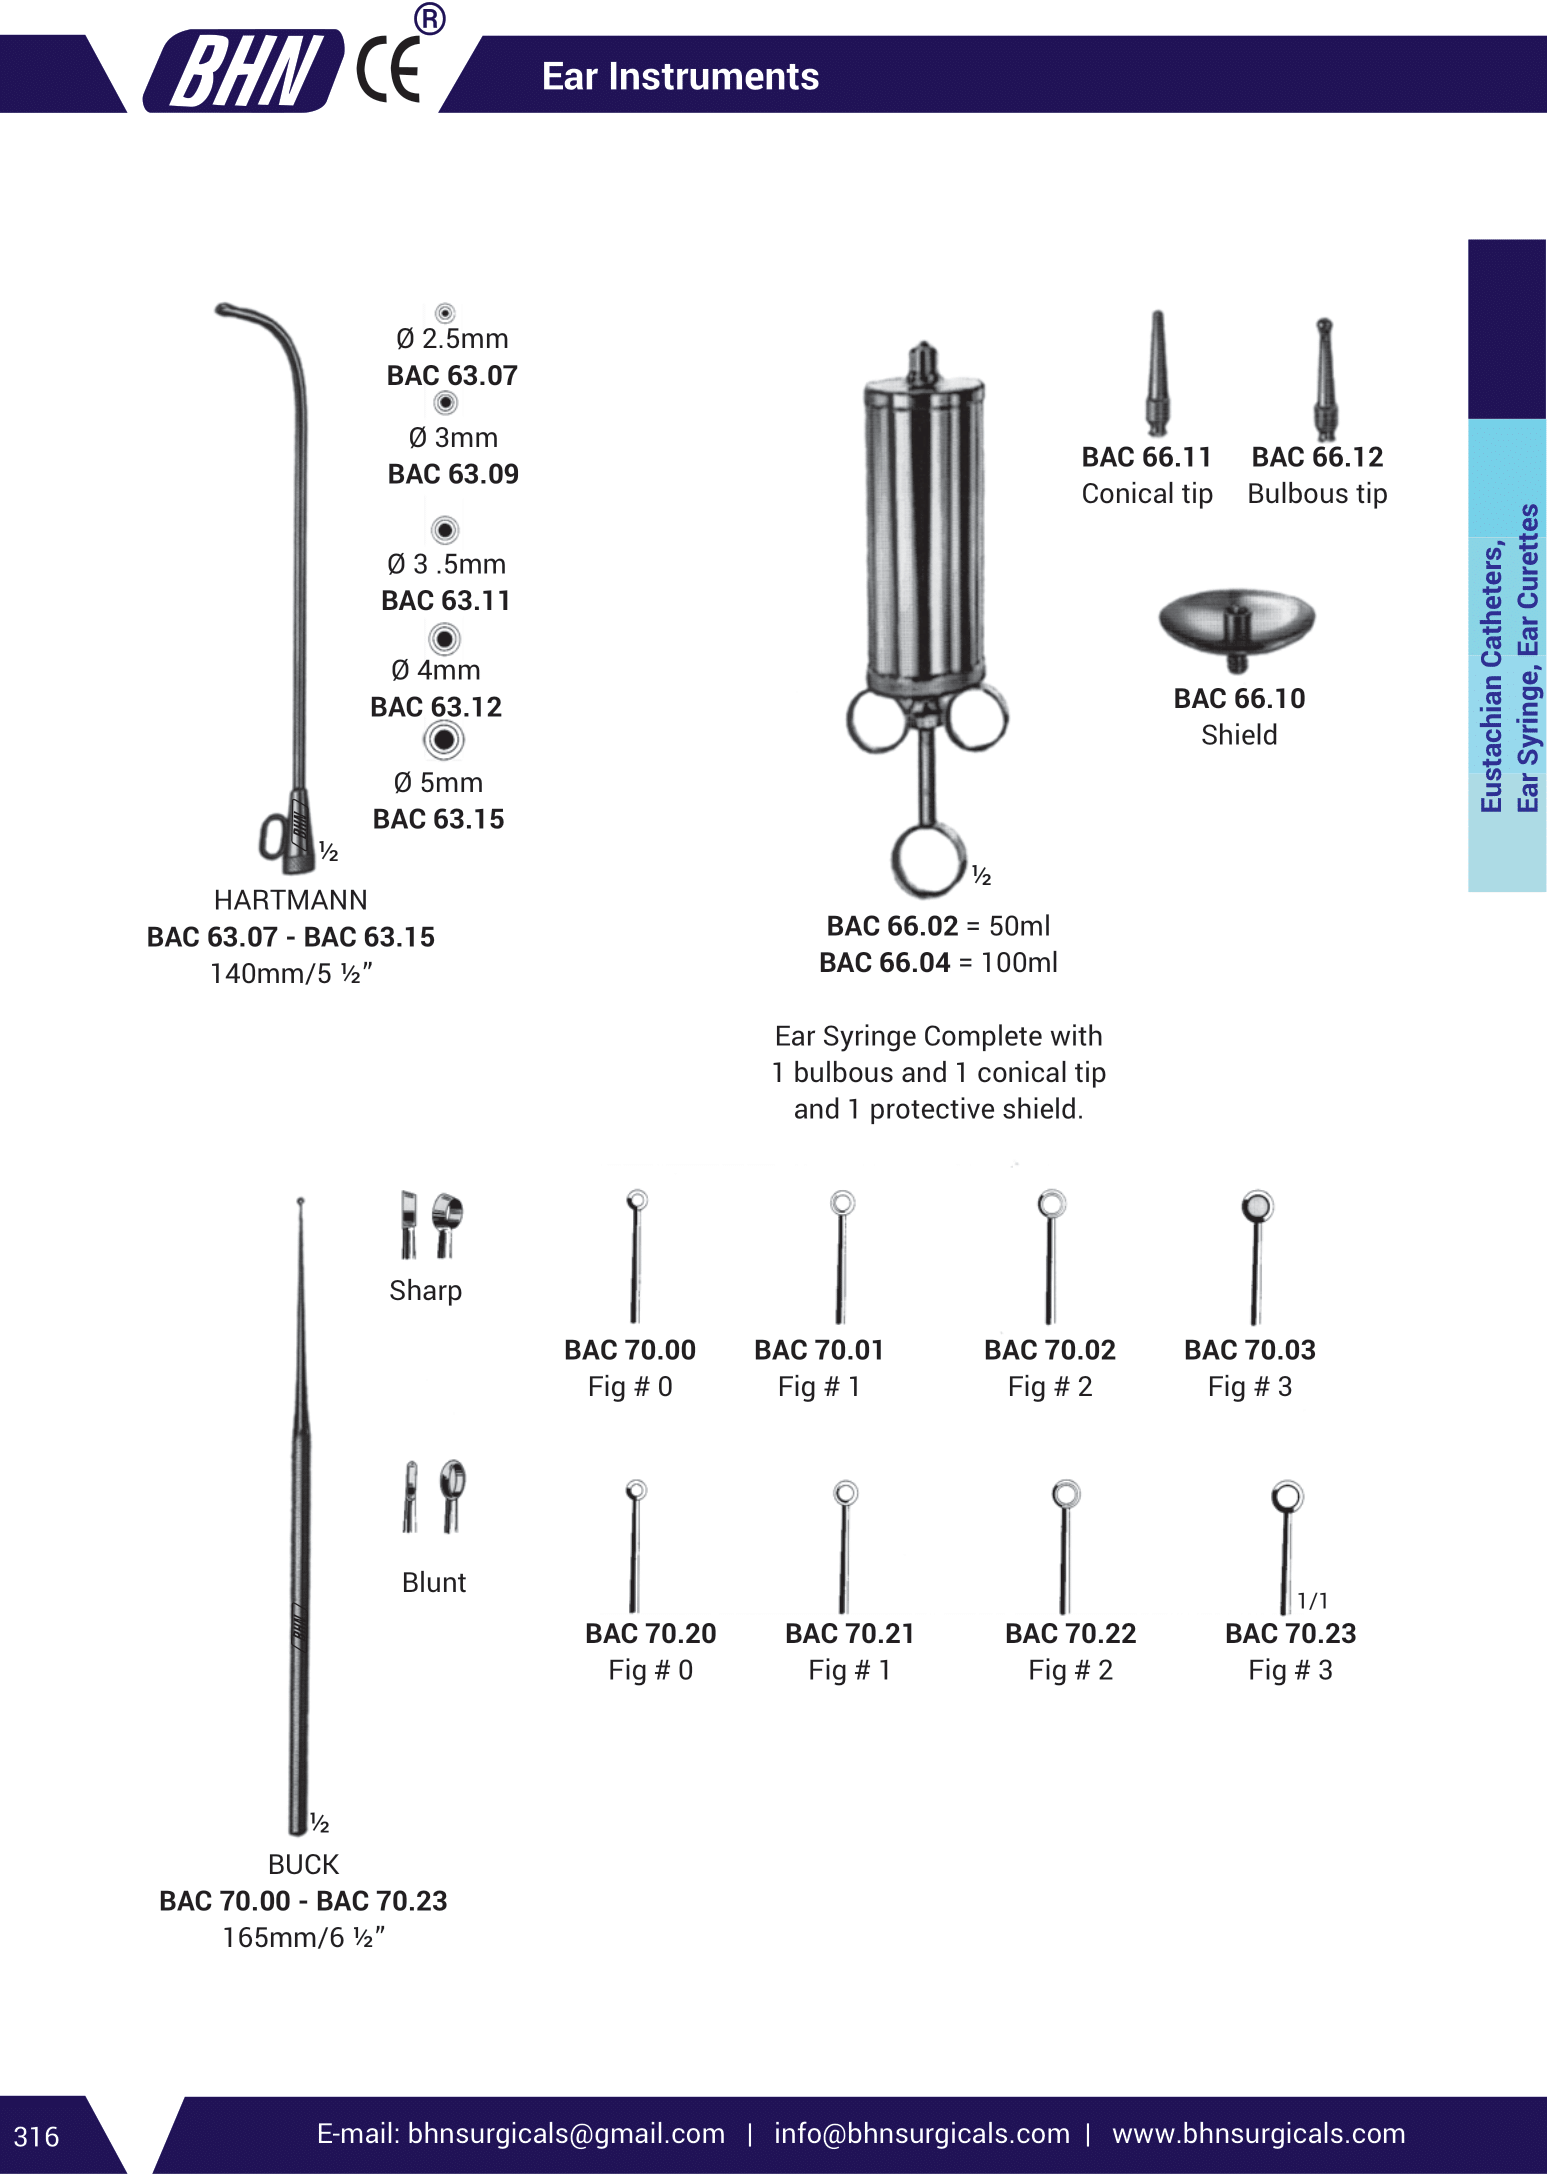 BHN CE ®
Ear Instruments
Ø 2.5mm
BAC 63.07
Ø 3mm
BAC 63.09
Ø 3 .5mm
BAC 63.11
Ø 4mm
BAC 63.12
Ø 5mm
BAC 63.15
BHN
½
HARTMANN
BAC 63.07 - BAC 63.15
140mm/5 ½”
½
BAC 66.02 = 50ml
BAC 66.04 = 100ml
Ear Syringe Complete with
1 bulbous and 1 conical tip
and 1 protective shield.
BAC 66.11
Conical tip
BAC 66.12
Bulbous tip
BAC 66.10
Shield
Eustachian Catheters,
Ear Syringe, Ear Curettes
Sharp
BAC 70.00
Fig # 0
BAC 70.01
Fig # 1
BAC 70.02
Fig # 2
BAC 70.03
Fig # 3
Blunt
BAC 70.20
Fig # 0
BAC 70.21
Fig # 1
BAC 70.22
Fig # 2
1/1
BAC 70.23
Fig # 3
BHN
½
BUCK
BAC 70.00 - BAC 70.23
165mm/6 ½”
316
E-mail: bhnsurgicals@gmail.com | info@bhnsurgicals.com | www.bhnsurgicals.com